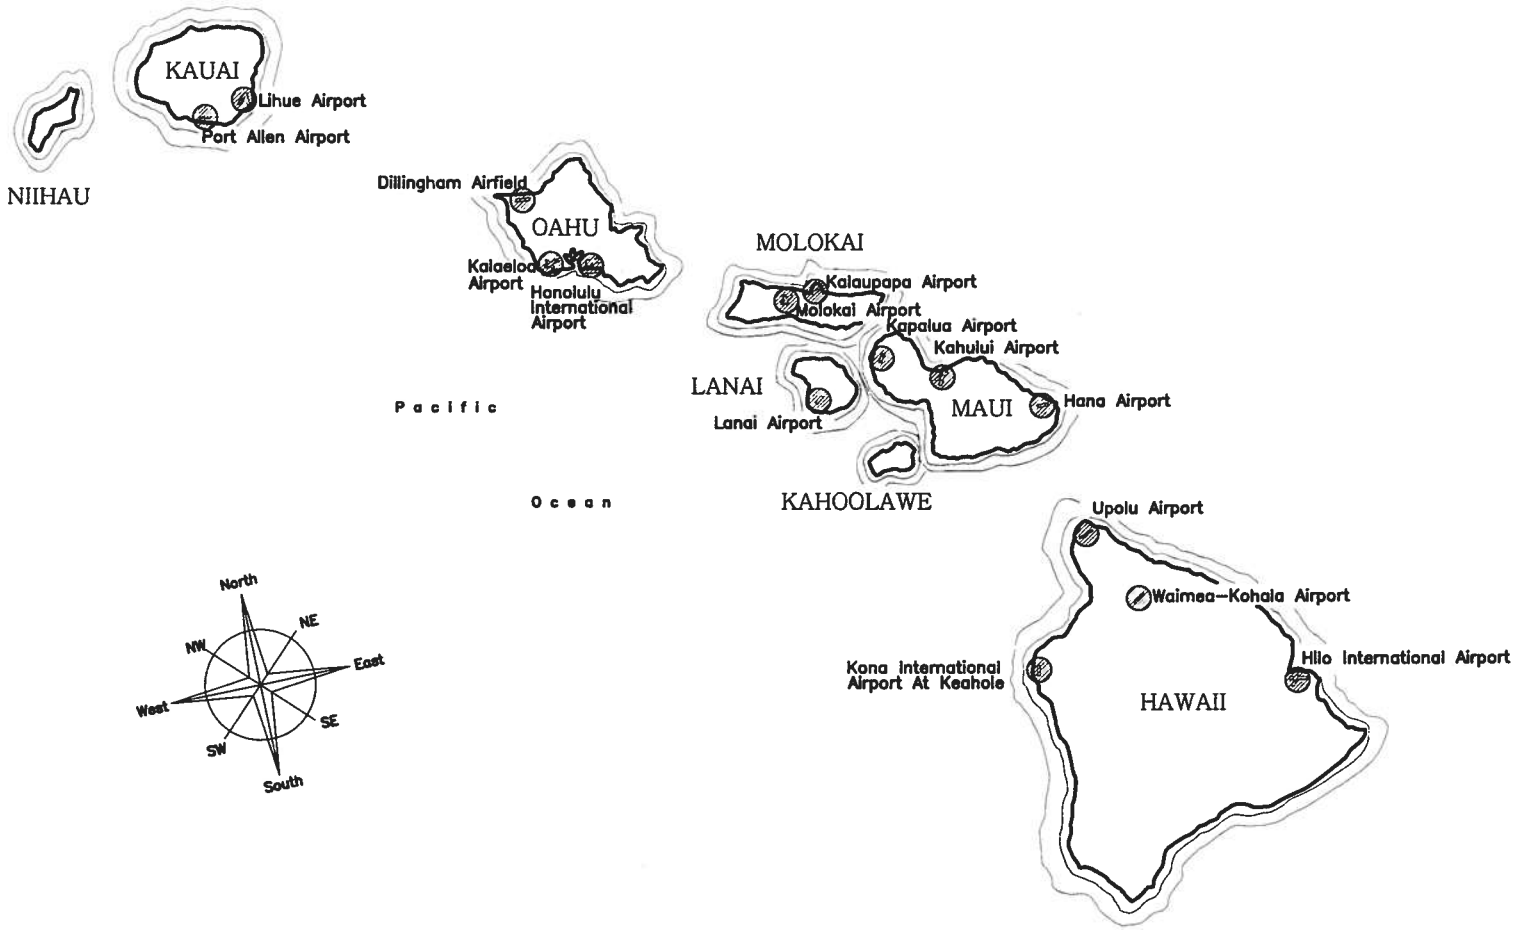 KAUAI
Lihue Airport
Port Allen Airport
NIIHAU
Dillingham Airfield
OAHU
Kalaeloa
Airport
Honolulu
International
Airport
MOLOKAI
Kalaupapa Airport
Molokai Airport
Kapalua Airport
Kahului Airport
LANAI
Lanai Airport
MAUI
Hana Airport
Pacific
Ocean
KAHOOLAWE
Upolu Airport
Waimea-Kohala Airport
Kona International
Airport At Keahole
Hilo International Airport
HAWAII
North
NE
NW
East
West
SE
SW
South